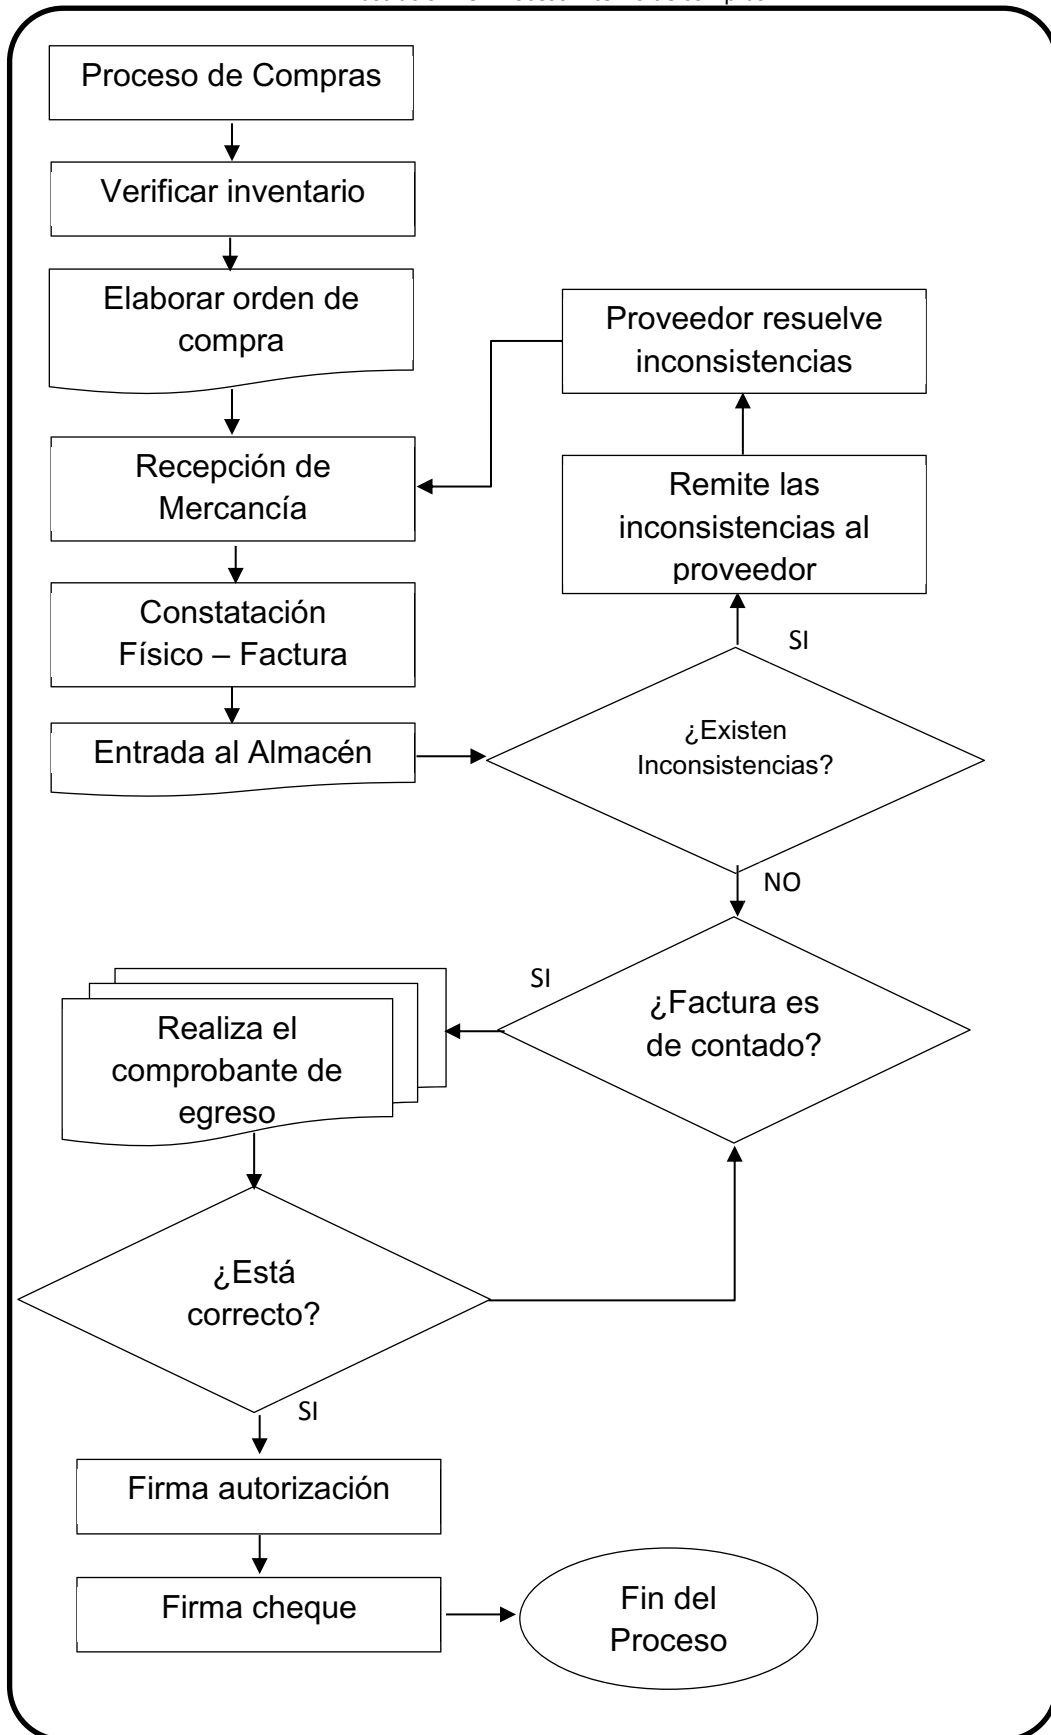 Proceso de Compras
Verificar inventario
Elaborar orden de
compra
Proveedor resuelve
inconsistencias
Recepción de
Mercancía
Remite las
inconsistencias al
proveedor
Constatación
Físico – Factura
SI
Entrada al Almacén
¿Existen
Inconsistencias?
NO
SI
¿Factura es
de contado?
Realiza el
comprobante de
egreso
¿Está
correcto?
SI
Firma autorización
Firma cheque
Fin del
Proceso